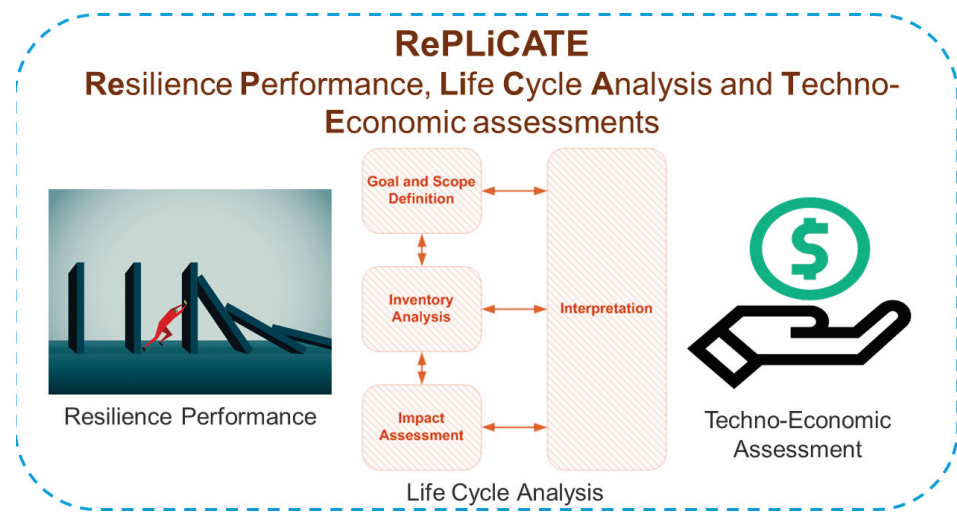 RePLiCATE
Resilience Performance, Life Cycle Analysis and Techno-
Economic assessments
Goal and Scope
Definition
Inventory
Analysis
Interpretation
Impact
Assessment
$
Resilience Performance
Life Cycle Analysis
Techno-Economic
Assessment